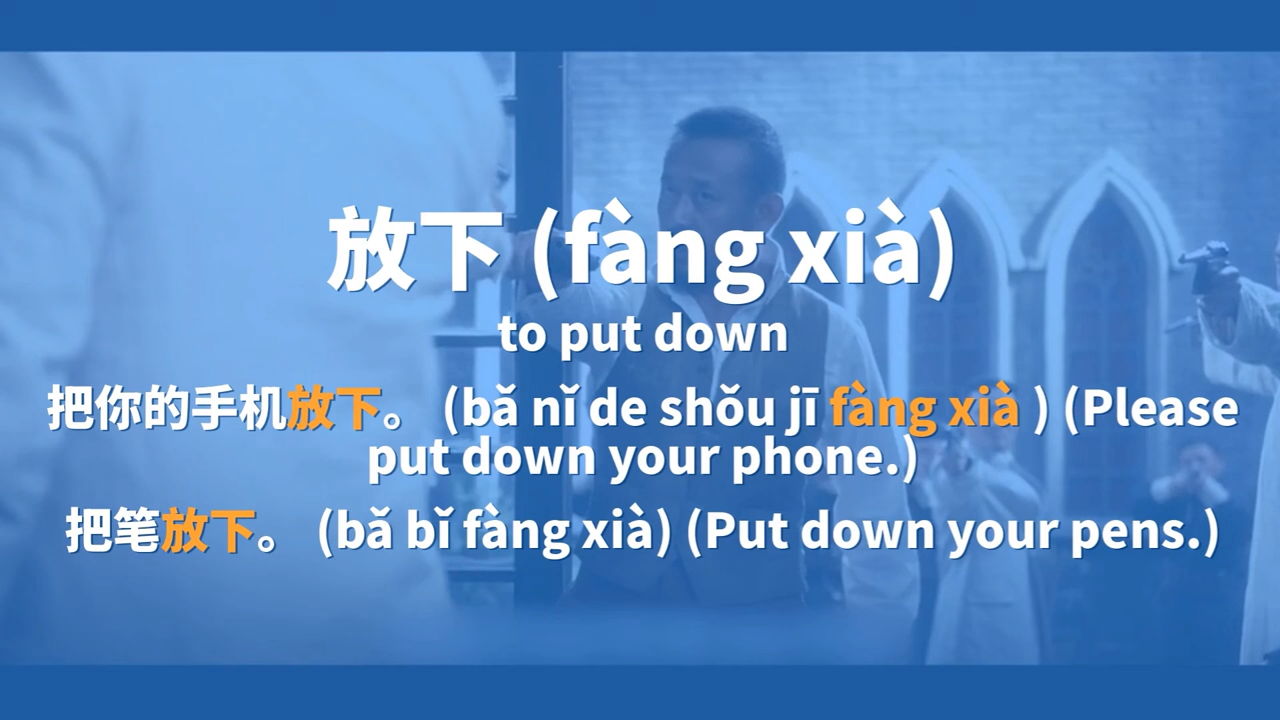 放下 (fàng xià)
to put down
把你的手机放下。 (bǎ nǐ de shǒu jī fàng xià ) (Please
put down your phone.)
把笔放下。 (bǎ bǐ fàng xià) (Put down your pens.)